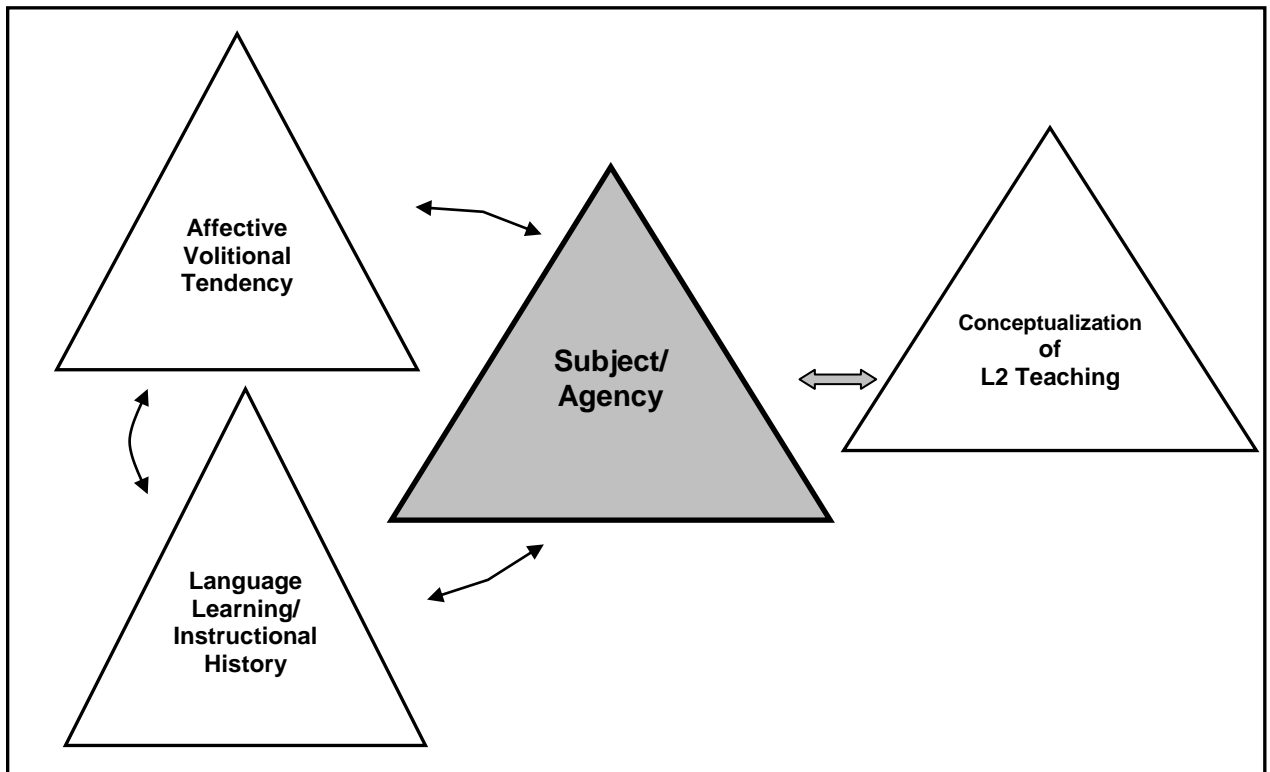 Affective
Volitional
Tendency
Subject/
Agency
Conceptualization
of
L2 Teaching
Language
Learning/
Instructional
History